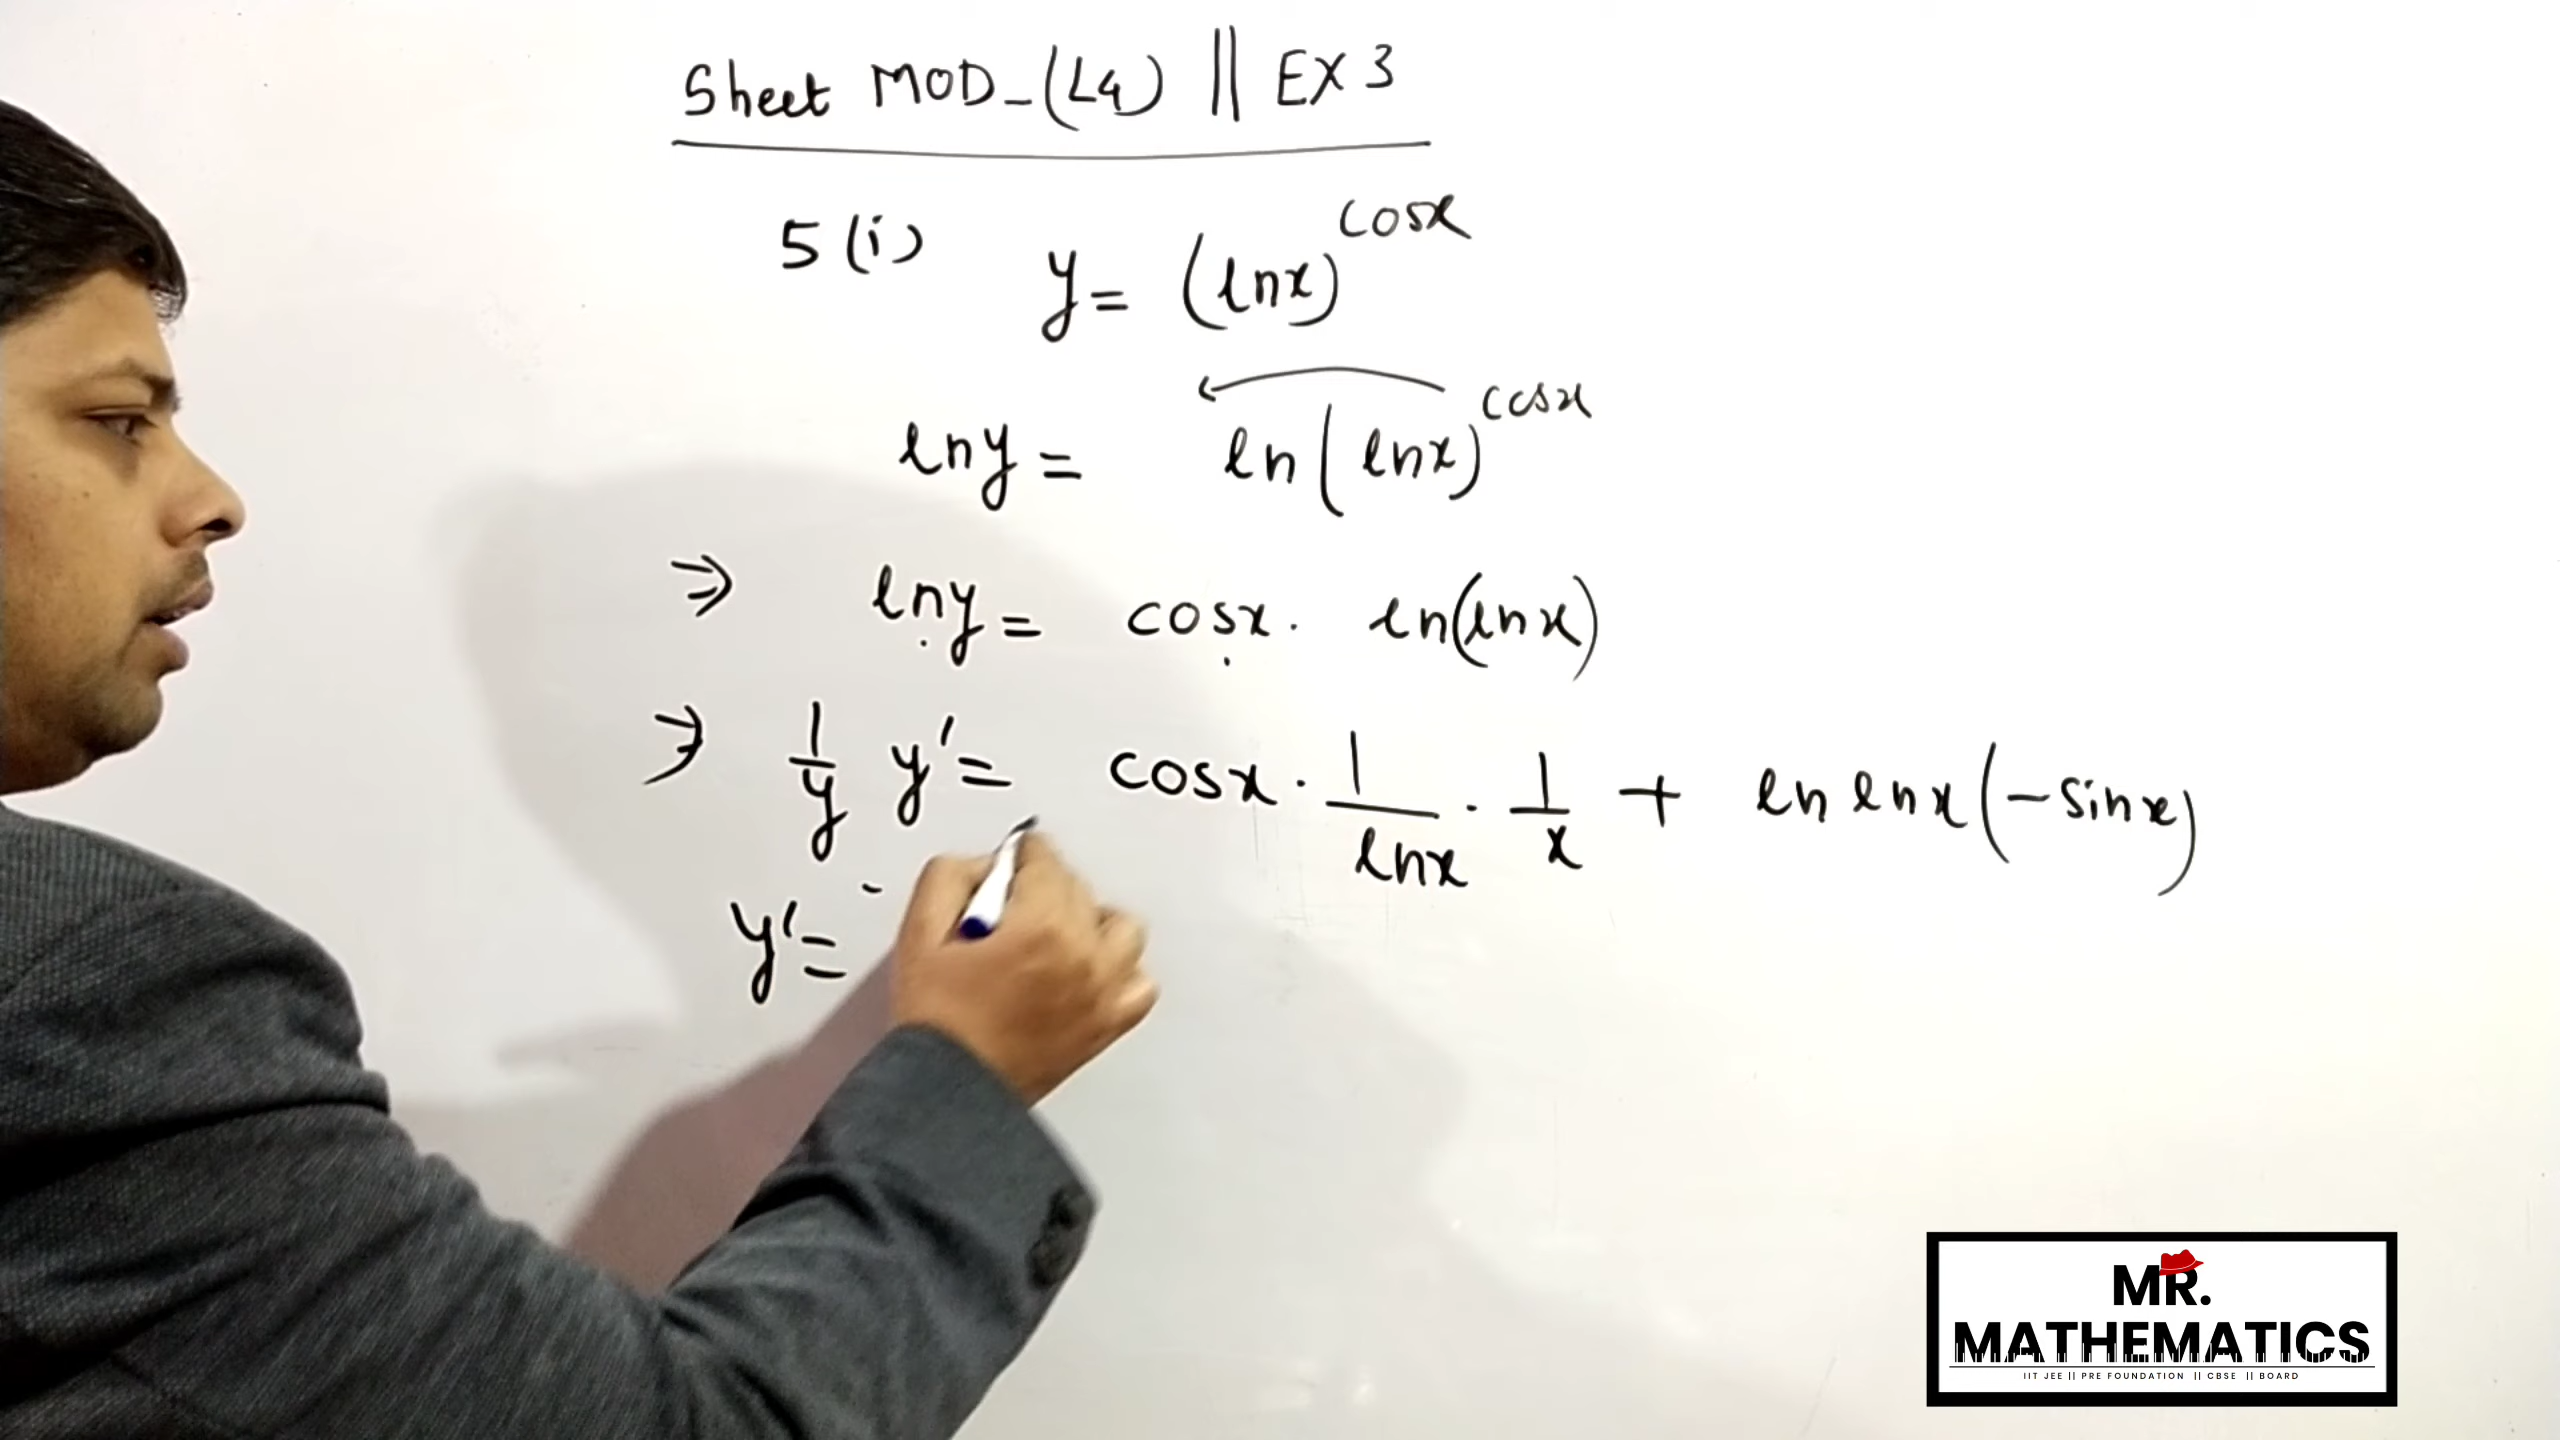 Sheet MOD-(L4) || EX 3
5(i) y = (lnx)^cosx
lny = ln(lnx)^cosx
⇒ lny = cosx. ln(lnx)
⇒ 1/y y' = cosx · 1/lnx · 1/x + ln lnx(-sinx)
y' =
MR.
MATHEMATICS
IIT JEE || PRE FOUNDATION || CBSE || BOARD